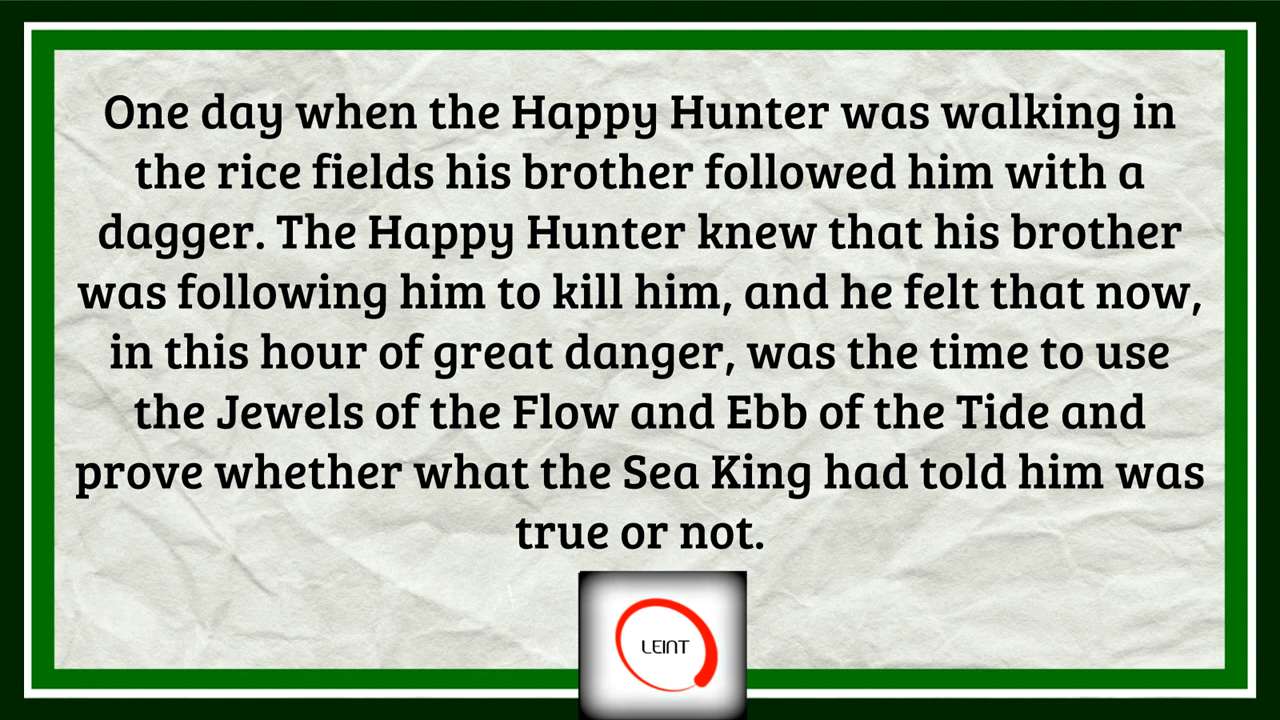 One day when the Happy Hunter was walking in
the rice fields his brother followed him with a
dagger. The Happy Hunter knew that his brother
was following him to kill him, and he felt that now,
in this hour of great danger, was the time to use
the Jewels of the Flow and Ebb of the Tide and
prove whether what the Sea King had told him was
true or not.
LEINT